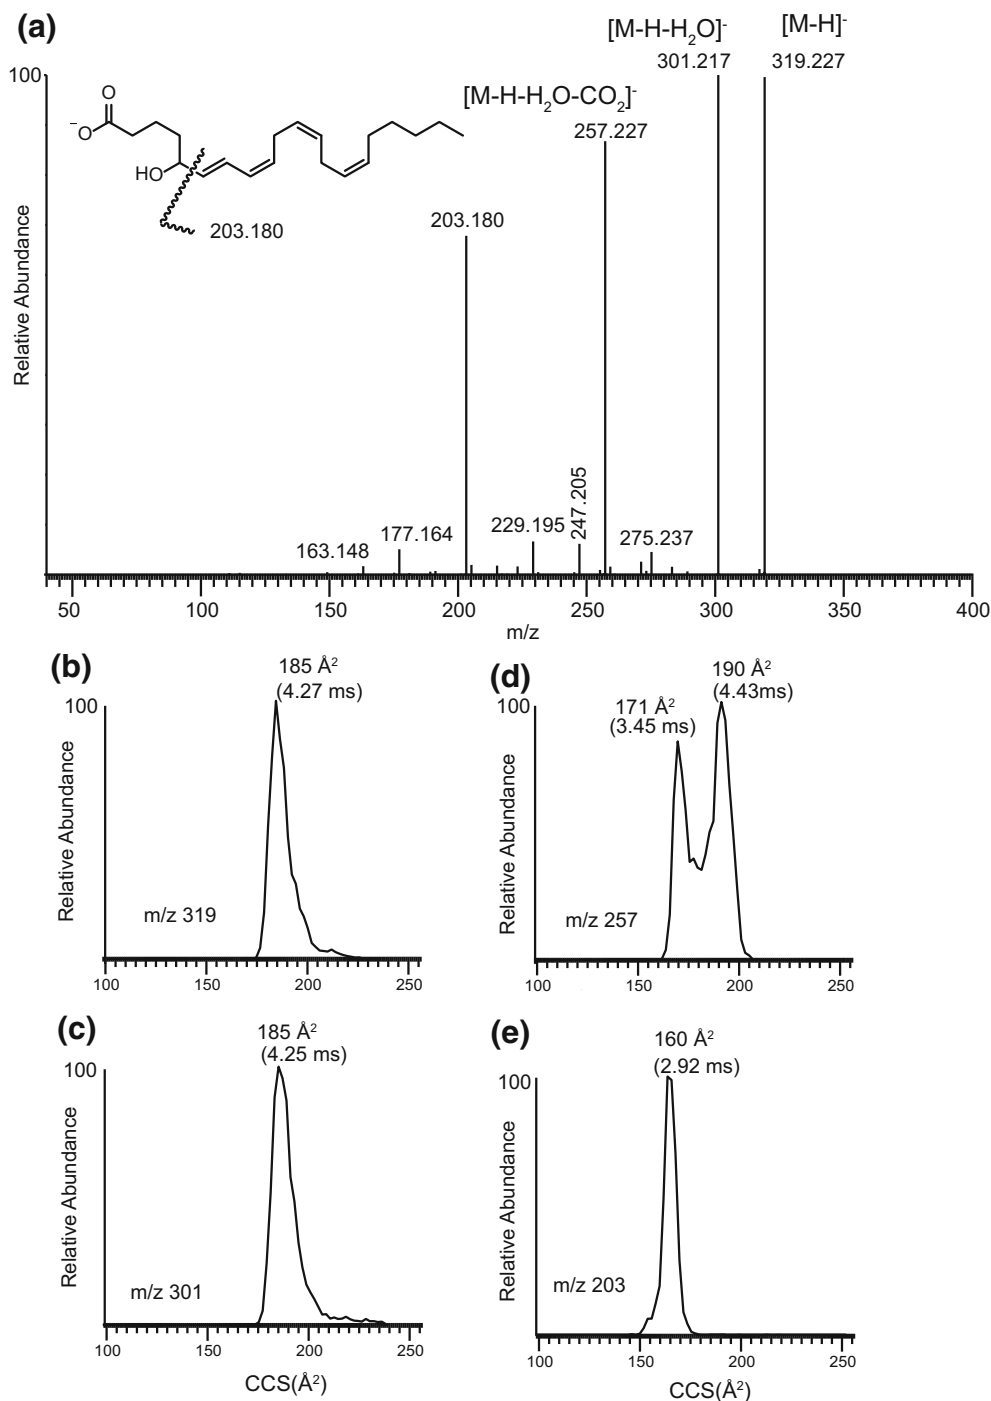 (a)
[M-H-H₂O]⁻ [M-H]⁻
100 301.217 319.227
[M-H-H₂O-CO₂]⁻
257.227
O
⁻O
HO
203.180
203.180
247.205
229.195
275.237
177.164
163.148
Relative Abundance
50 100 150 200 250 300 350 400
m/z
(b)
185 Å²
(4.27 ms)
100
Relative Abundance
m/z 319
100 150 200 250
(d)
190 Å²
(4.43ms)
171 Å²
(3.45 ms)
100
Relative Abundance
m/z 257
100 150 200 250
(c)
185 Å²
(4.25 ms)
100
Relative Abundance
m/z 301
100 150 200 250
CCS(Å²)
(e)
160 Å²
(2.92 ms)
100
Relative Abundance
m/z 203
100 150 200 250
CCS(Å²)